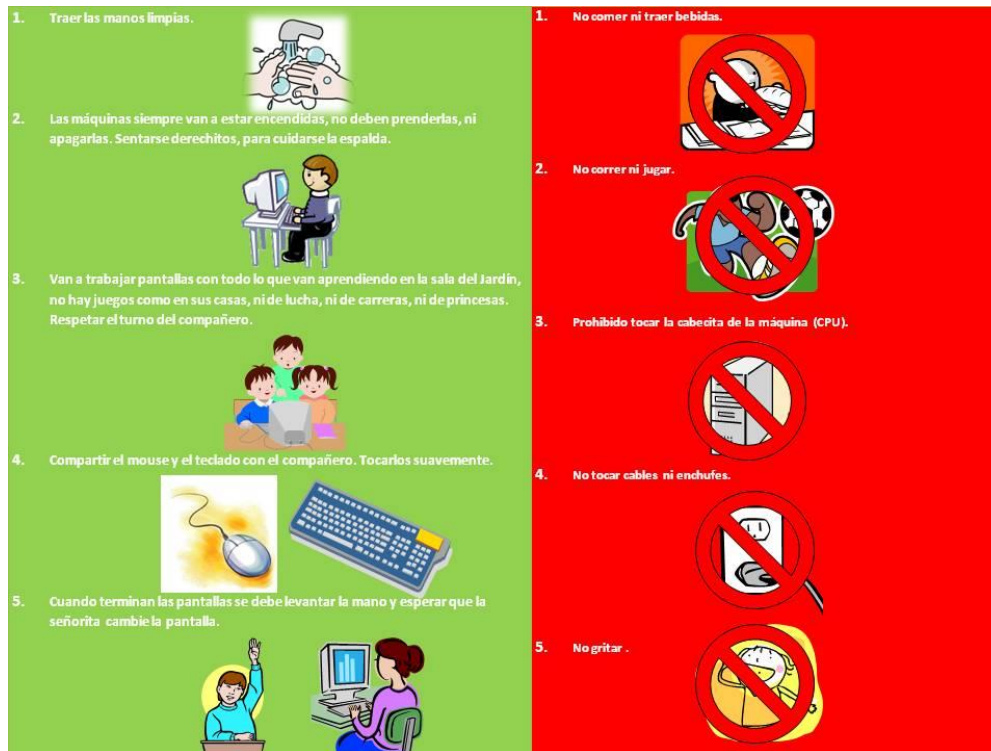 1. Traer las manos limpias.
2. Las máquinas siempre van a estar encendidas, no deben prenderlas, ni
apagarlas. Sentarse derechitos, para cuidarse la espalda.
3. Van a trabajar pantallas con todo lo que van aprendiendo en la sala del Jardín,
no hay juegos como en sus casas, ni de lucha, ni de carreras, ni de princesas.
Respetar el turno del compañero.
4. Compartir el mouse y el teclado con el compañero. Tocarlos suavemente.
5. Cuando terminan las pantallas se debe levantar la mano y esperar que la
señorita cambie la pantalla.
1. No comer ni traer bebidas.
2. No correr ni jugar.
3. Prohibido tocar la cabecita de la máquina (CPU).
4. No tocar cables ni enchufes.
5. No gritar .